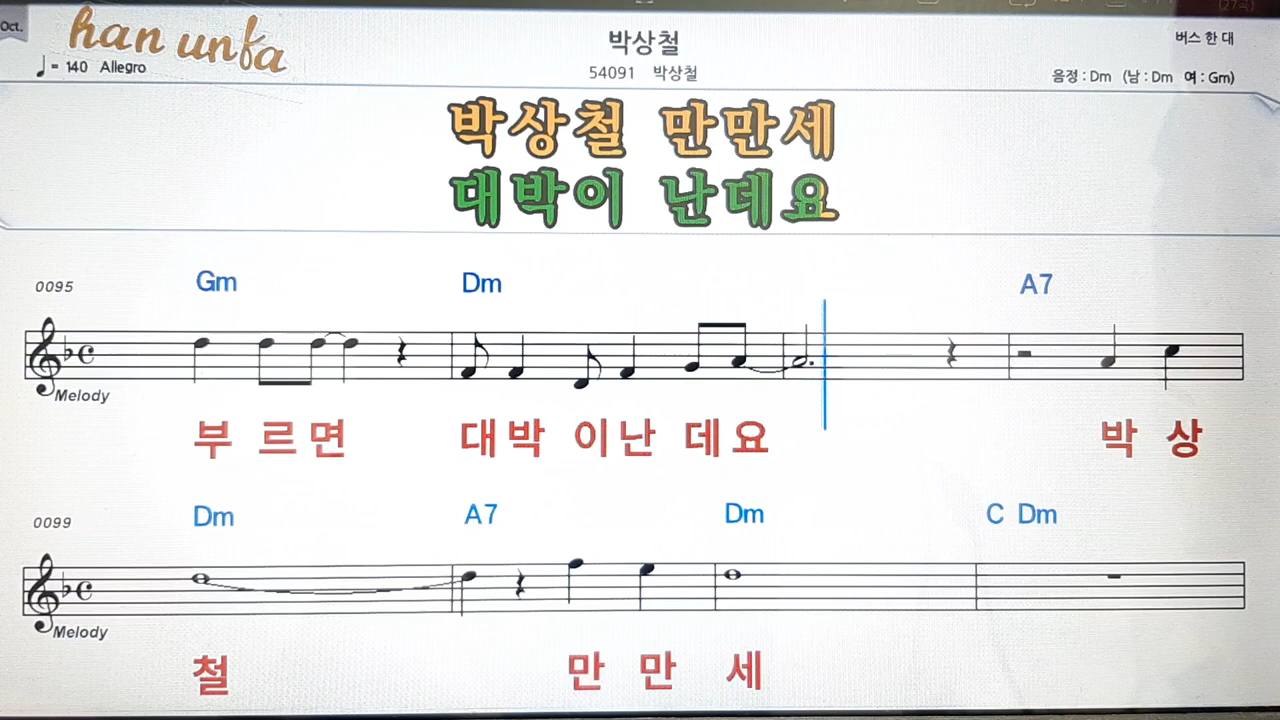 Oct.
han unfa
박상철
버스 한 대
♩= 140 Allegro
54091 박상철
음정 : Dm (남 : Dm 여 : Gm)
박상철 만만세
대박이 난데요
0095
Gm Dm A7
Melody
부 르 면 대 박 이 난 데 요 박 상
0099
Dm A7 Dm C Dm
Melody
철 만 만 세